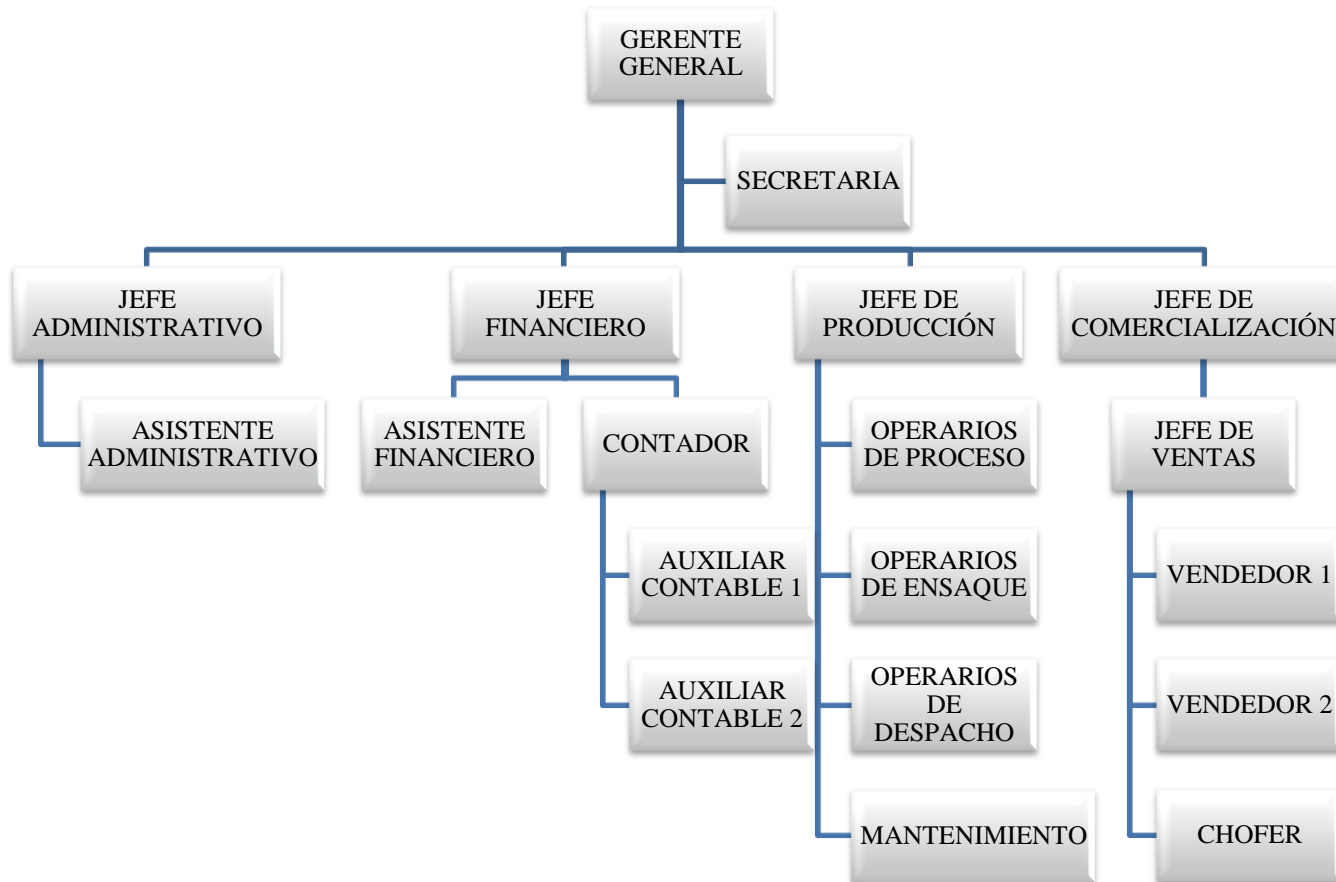 GERENTE
GENERAL
SECRETARIA
JEFE
ADMINISTRATIVO
JEFE
FINANCIERO
JEFE DE
PRODUCCIÓN
JEFE DE
COMERCIALIZACIÓN
ASISTENTE
ADMINISTRATIVO
ASISTENTE
FINANCIERO
CONTADOR
OPERARIOS
DE PROCESO
JEFE DE
VENTAS
AUXILIAR
CONTABLE 1
OPERARIOS
DE ENSAQUE
VENDEDOR 1
AUXILIAR
CONTABLE 2
OPERARIOS
DE
DESPACHO
VENDEDOR 2
MANTENIMIENTO
CHOFER